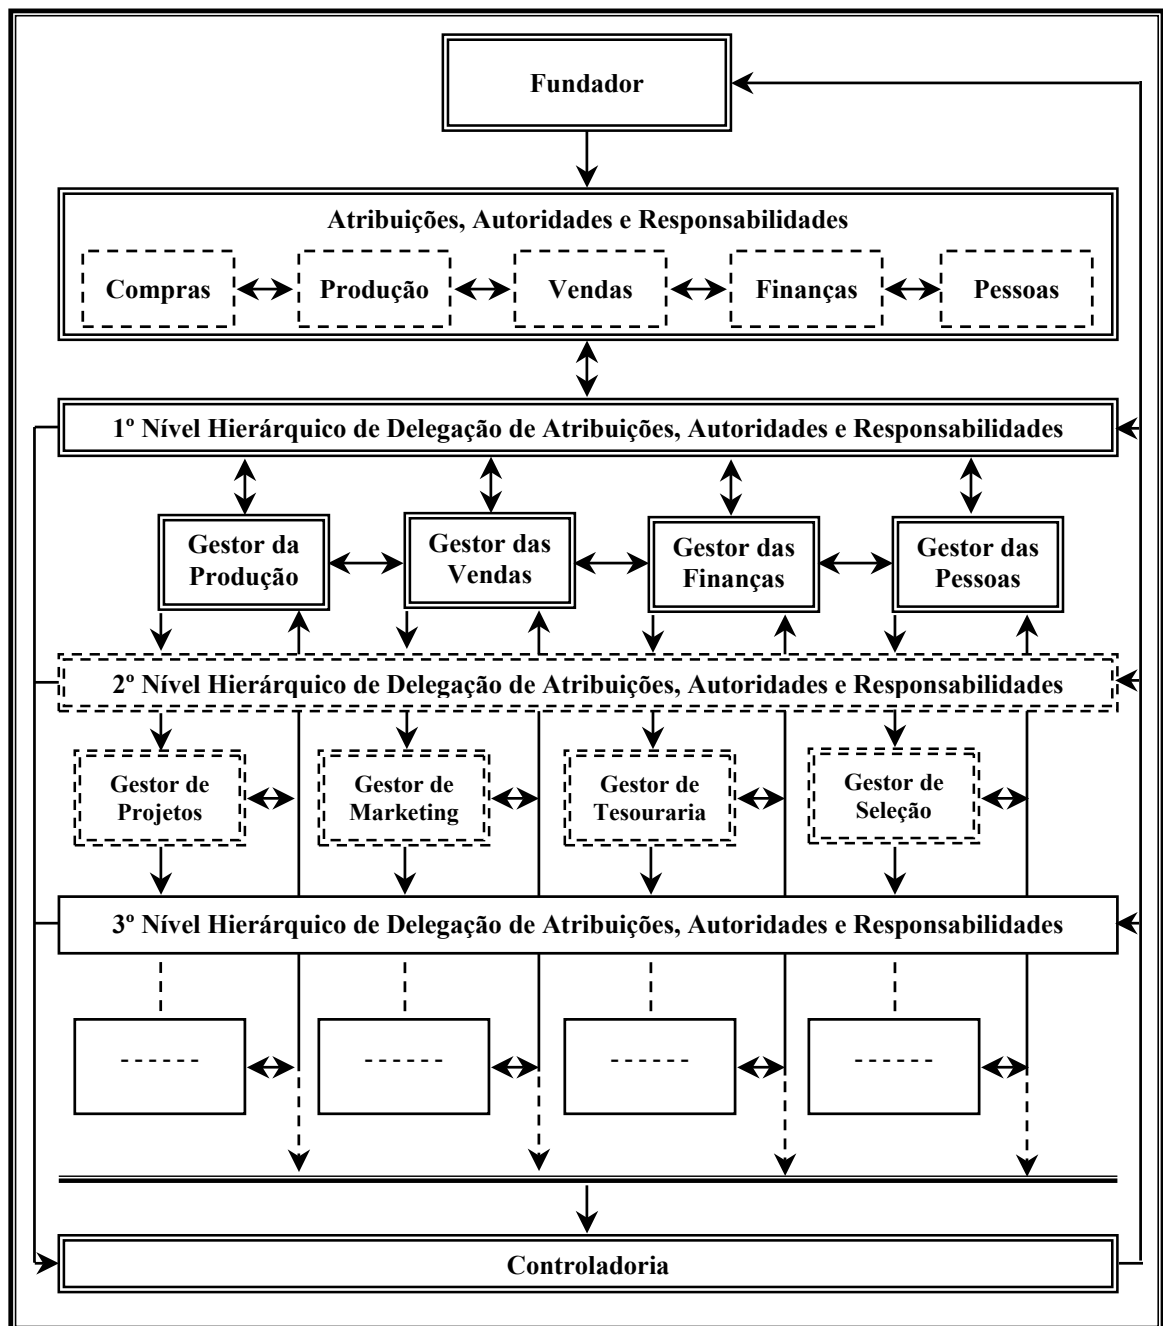 Fundador
Atribuições, Autoridades e Responsabilidades
Compras
Produção
Vendas
Finanças
Pessoas
1º Nível Hierárquico de Delegação de Atribuições, Autoridades e Responsabilidades
Gestor da
Produção
Gestor das
Vendas
Gestor das
Finanças
Gestor das
Pessoas
2º Nível Hierárquico de Delegação de Atribuições, Autoridades e Responsabilidades
Gestor de
Projetos
Gestor de
Marketing
Gestor de
Tesouraria
Gestor de
Seleção
3º Nível Hierárquico de Delegação de Atribuições, Autoridades e Responsabilidades
- - - - - -
- - - - - -
- - - - - -
- - - - - -
Controladoria